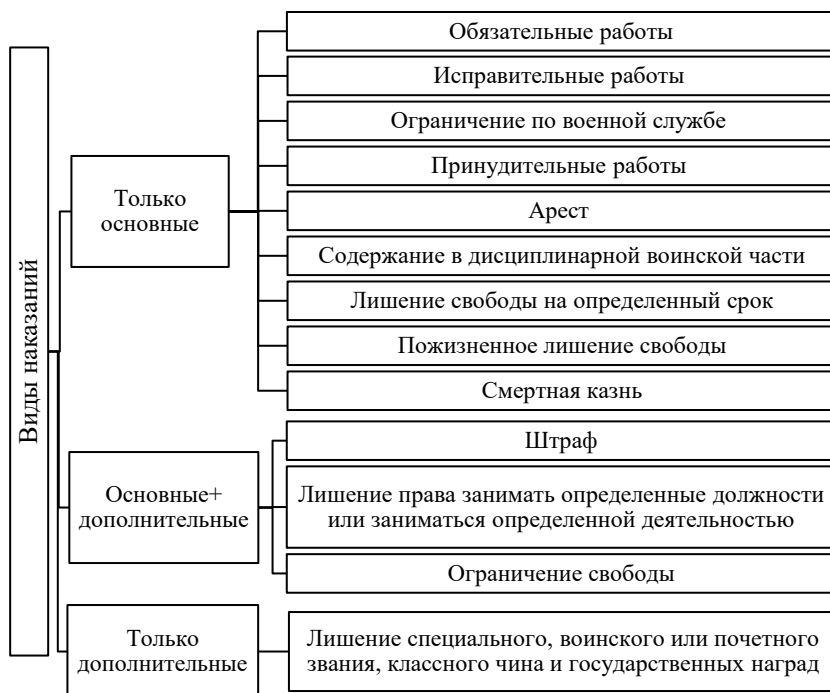 Виды наказаний
Только
основные
Обязательные работы
Исправительные работы
Ограничение по военной службе
Принудительные работы
Арест
Содержание в дисциплинарной воинской части
Лишение свободы на определенный срок
Пожизненное лишение свободы
Смертная казнь
Основные+
дополнительные
Штраф
Лишение права занимать определенные должности
или заниматься определенной деятельностью
Ограничение свободы
Только
дополнительные
Лишение специального, воинского или почетного
звания, классного чина и государственных наград